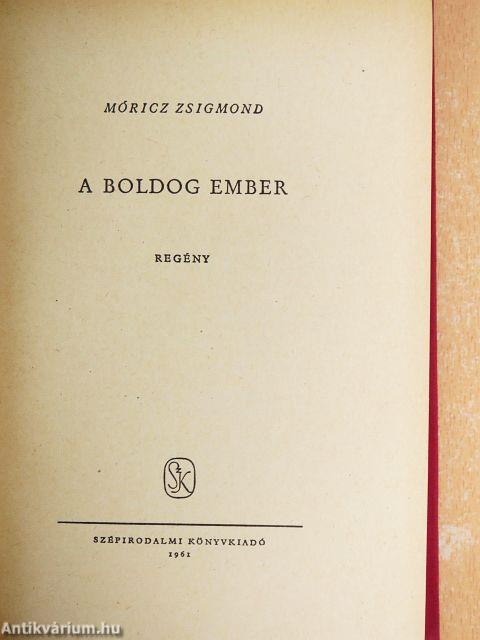 MÓRICZ ZSIGMOND
A BOLDOG EMBER
REGÉNY
SzK
SZÉPIRODALMI KÖNYVKIADÓ
1961
Antikvárium.hu